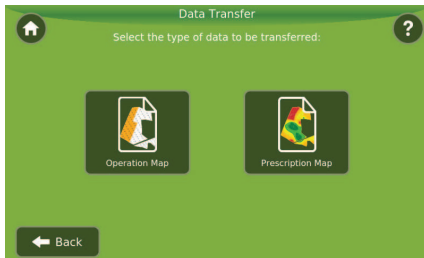 Data Transfer
Select the type of data to be transferred:
?
Operation Map
Prescription Map
Back